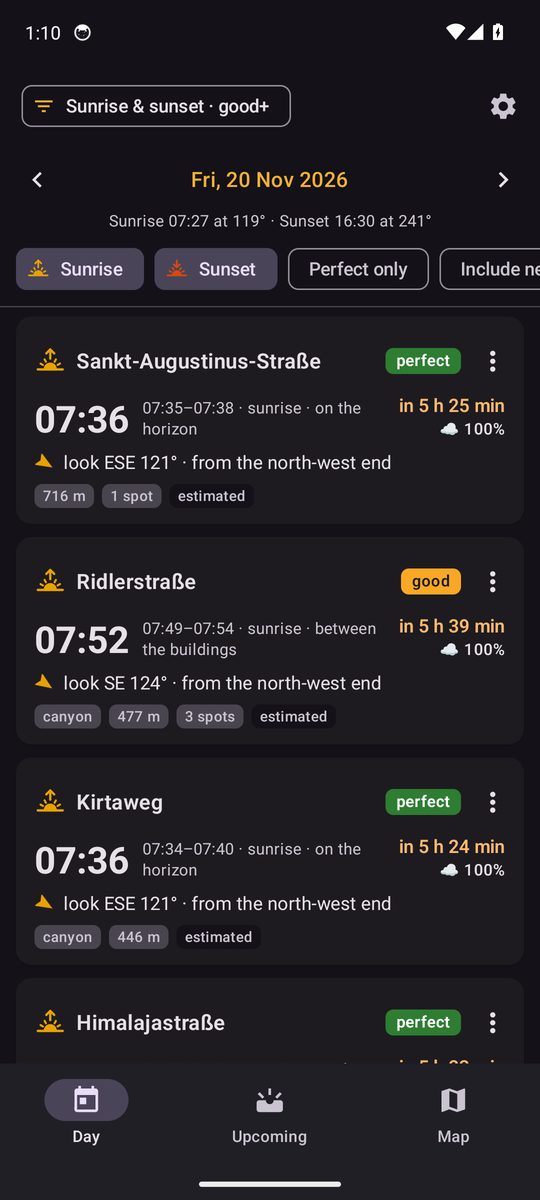 1:10
Sunrise & sunset · good+
Fri, 20 Nov 2026
Sunrise 07:27 at 119° · Sunset 16:30 at 241°
Sunrise
Sunset
Perfect only
Include ne
Sankt-Augustinus-Straße
perfect
07:36
07:35–07:38 · sunrise · on the
horizon
in 5 h 25 min
100%
look ESE 121° · from the north-west end
716 m
1 spot
estimated
Ridlerstraße
good
07:52
07:49–07:54 · sunrise · between
the buildings
in 5 h 39 min
100%
look SE 124° · from the north-west end
canyon
477 m
3 spots
estimated
Kirtaweg
perfect
07:36
07:34–07:40 · sunrise · on the
horizon
in 5 h 24 min
100%
look ESE 121° · from the north-west end
canyon
446 m
estimated
Himalajastraße
perfect
Day
Upcoming
Map